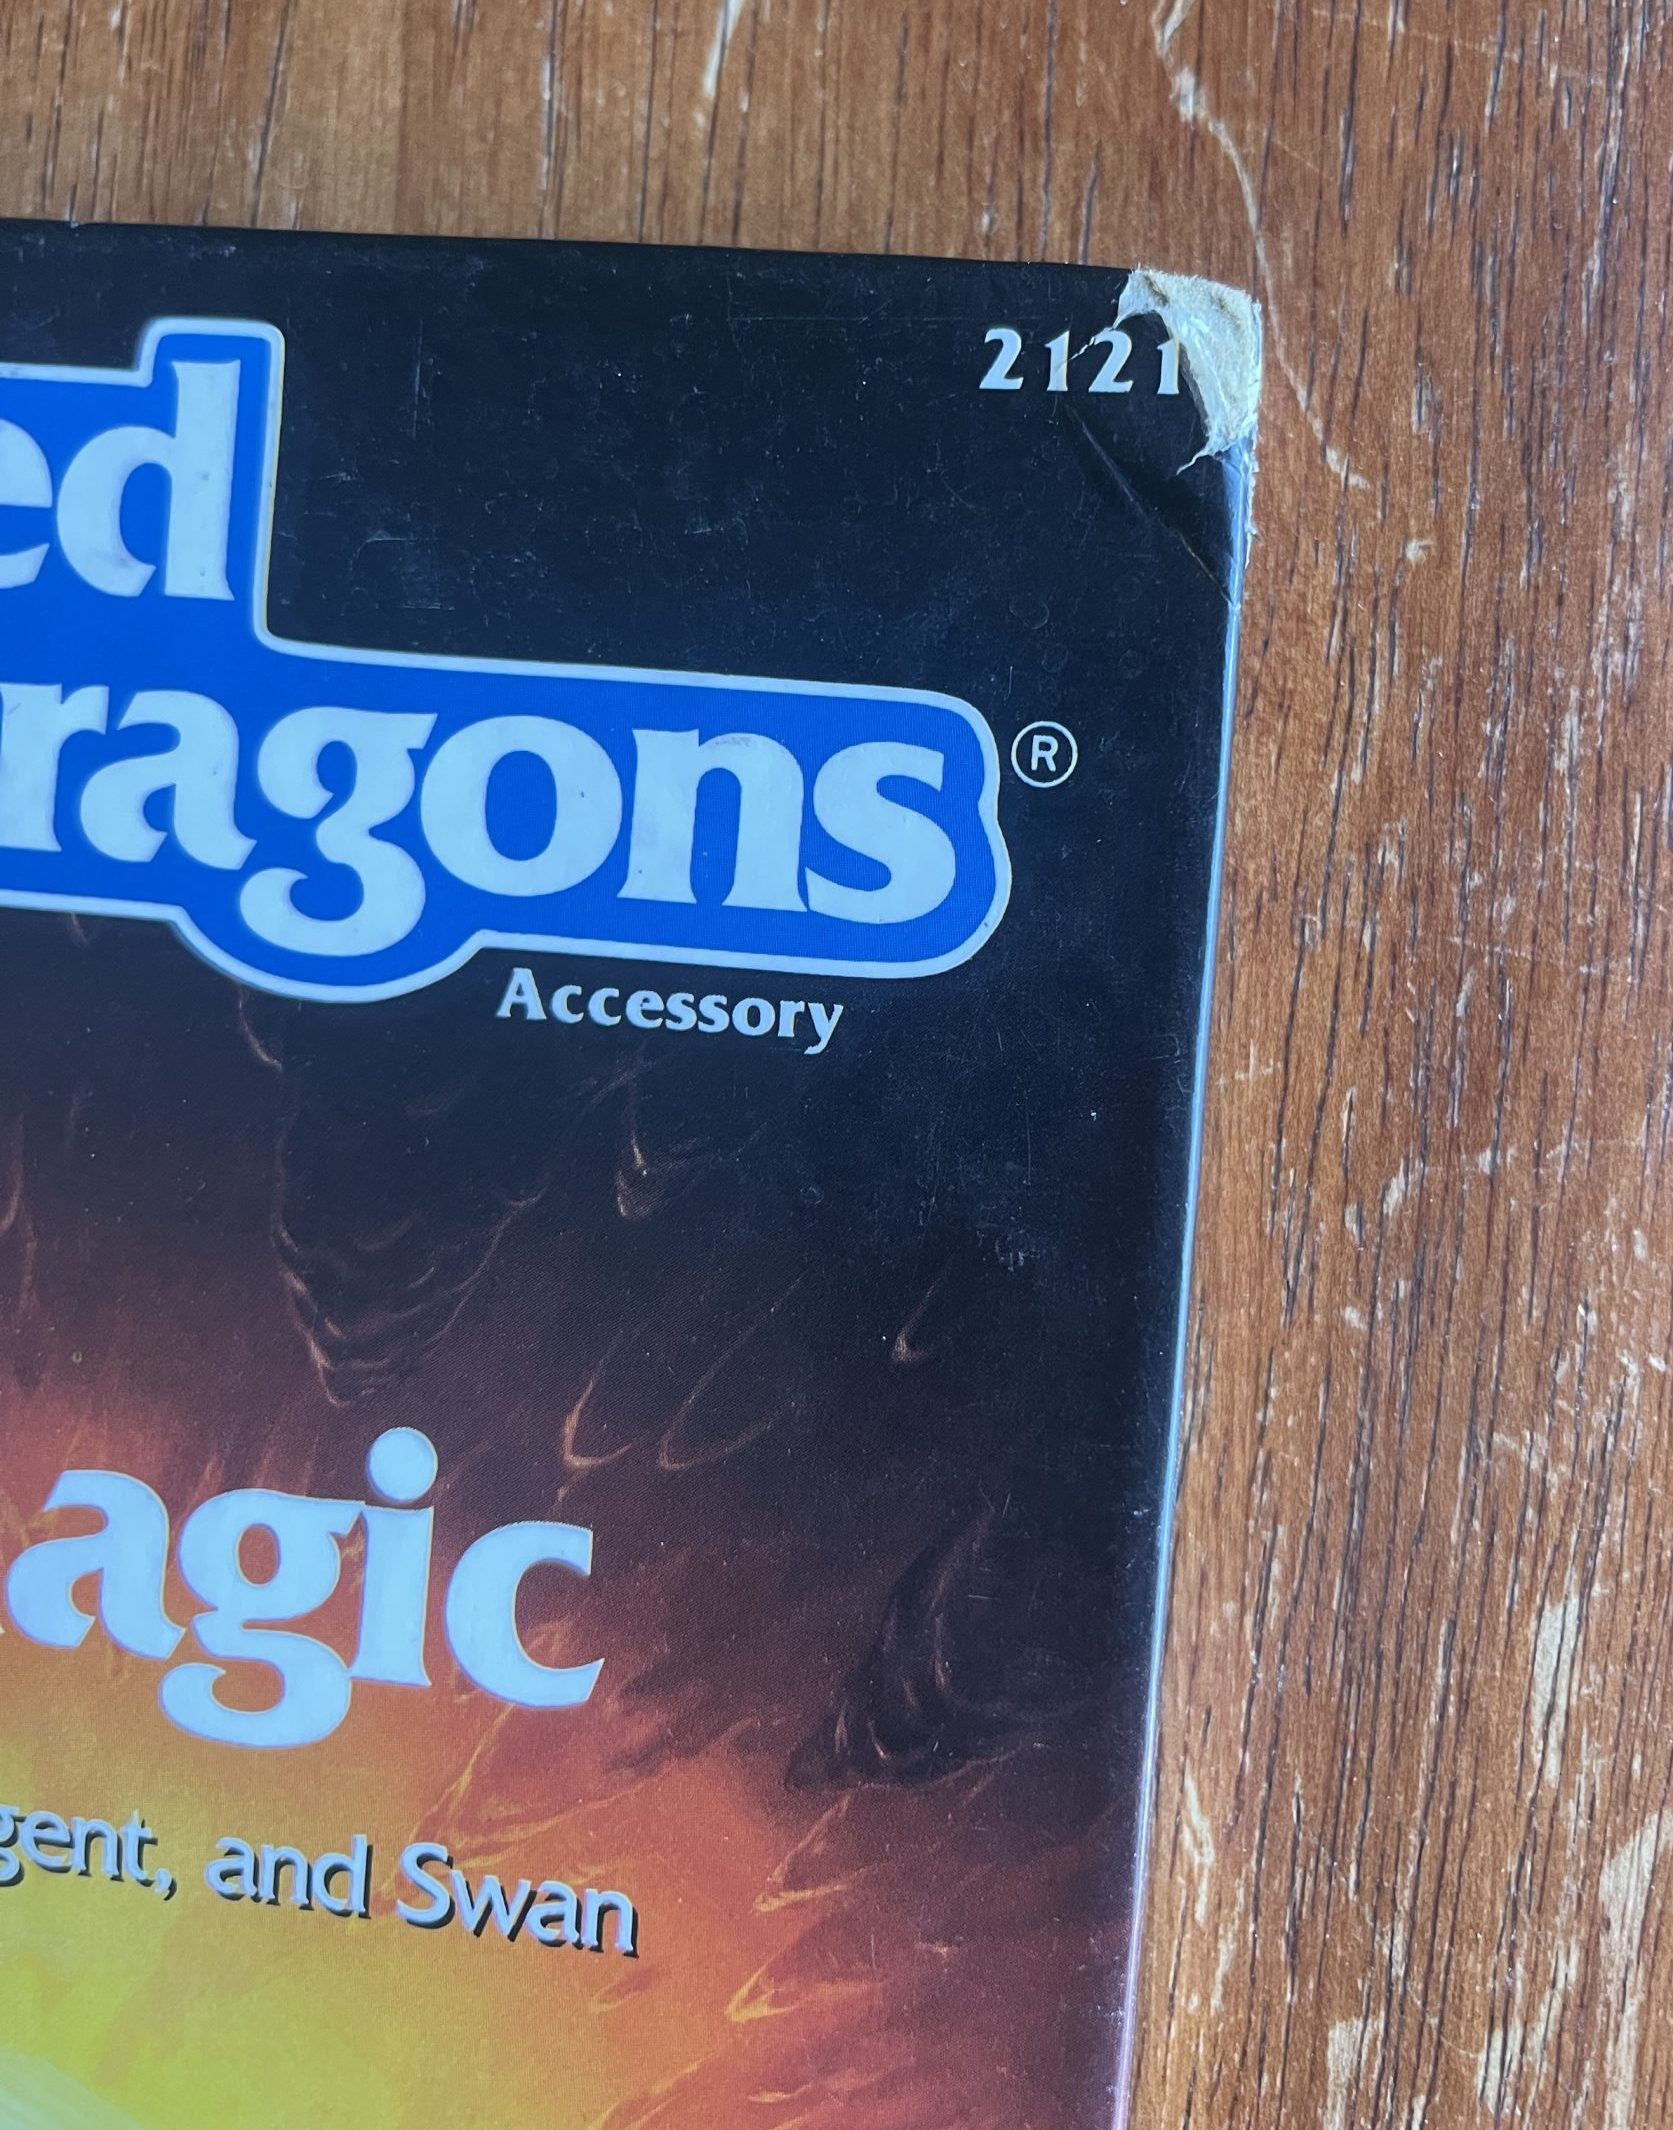 2121
ed
ragons®
Accessory
agic
gent, and Swan